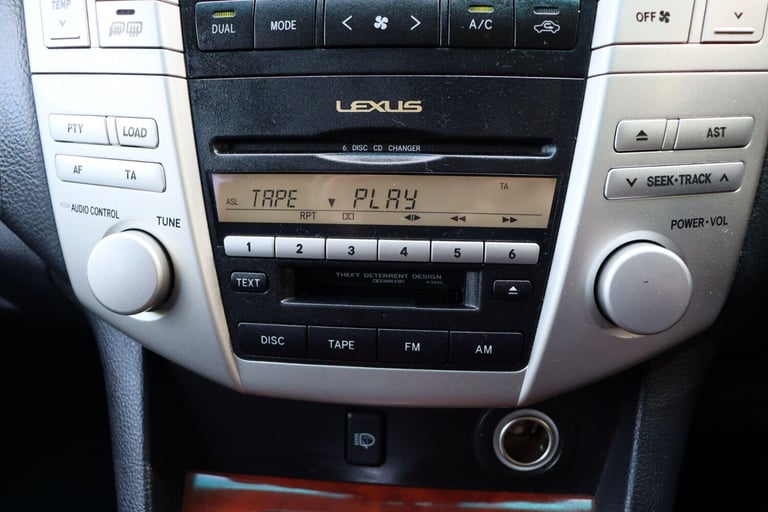 TEMP
DUAL
MODE
A/C
OFF
LEXUS
6 DISC CD CHANGER
PTY LOAD
AST
AF TA
SEEK•TRACK
ASL TAPE PLAY TA
RPT
PUSH AUDIO CONTROL
TUNE
POWER•VOL
1 2 3 4 5 6
TEXT
THEFT DETERRENT DESIGN
DISC TAPE FM AM